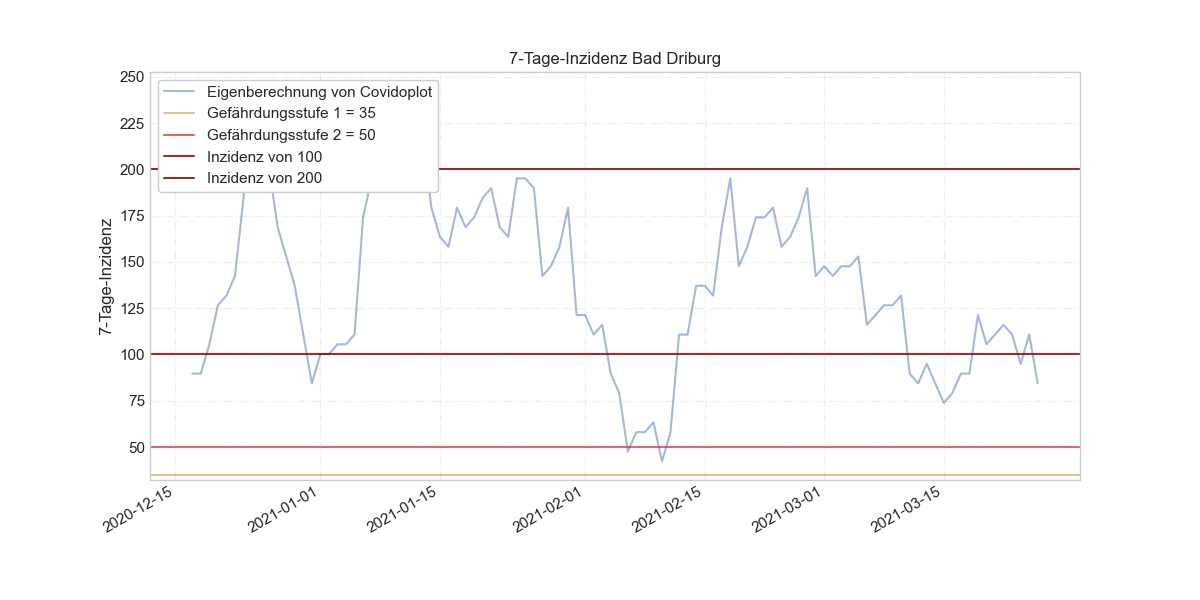 7-Tage-Inzidenz Bad Driburg
250
225
200
175
150
125
100
75
50
7-Tage-Inzidenz
Eigenberechnung von Covidoplot
Gefährdungsstufe 1 = 35
Gefährdungsstufe 2 = 50
Inzidenz von 100
Inzidenz von 200
2020-12-15
2021-01-01
2021-01-15
2021-02-01
2021-02-15
2021-03-01
2021-03-15